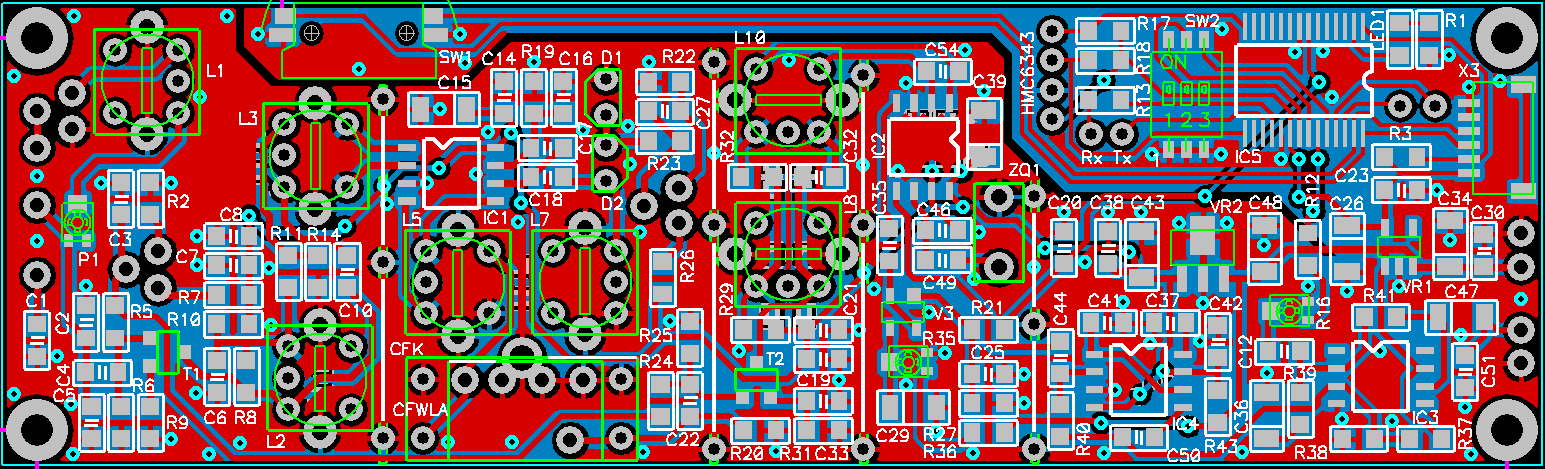 L1
SW1
C14
R19
C16
D1
R22
L10
C54
C39
HMC6343
R17
R18
R13
SW2
ON
1 2 3
LED1
R1
X3
C15
C27
R23
L3
IC1
C18
D2
R32
C32
IC2
Rx Tx
IC5
R3
C23
ZQ1
R12
P1
C3
R2
C8
C7
R7
R10
R11
R14
C10
L5
L7
R26
R29
L8
C21
C35
C46
C49
C20
C38
C43
VR2
C48
C26
C34
C30
VR1
C1
C2
R5
C4
C5
R6
R9
T1
C6
R8
L2
CFK
CFWLA
R25
R24
C22
T2
C19
R20
R31
C33
V3
R35
R21
C25
C29
R27
R36
C44
C41
C37
C42
R16
R41
C47
C12
R39
C51
R40
IC4
C50
R43
C36
R38
IC3
R37